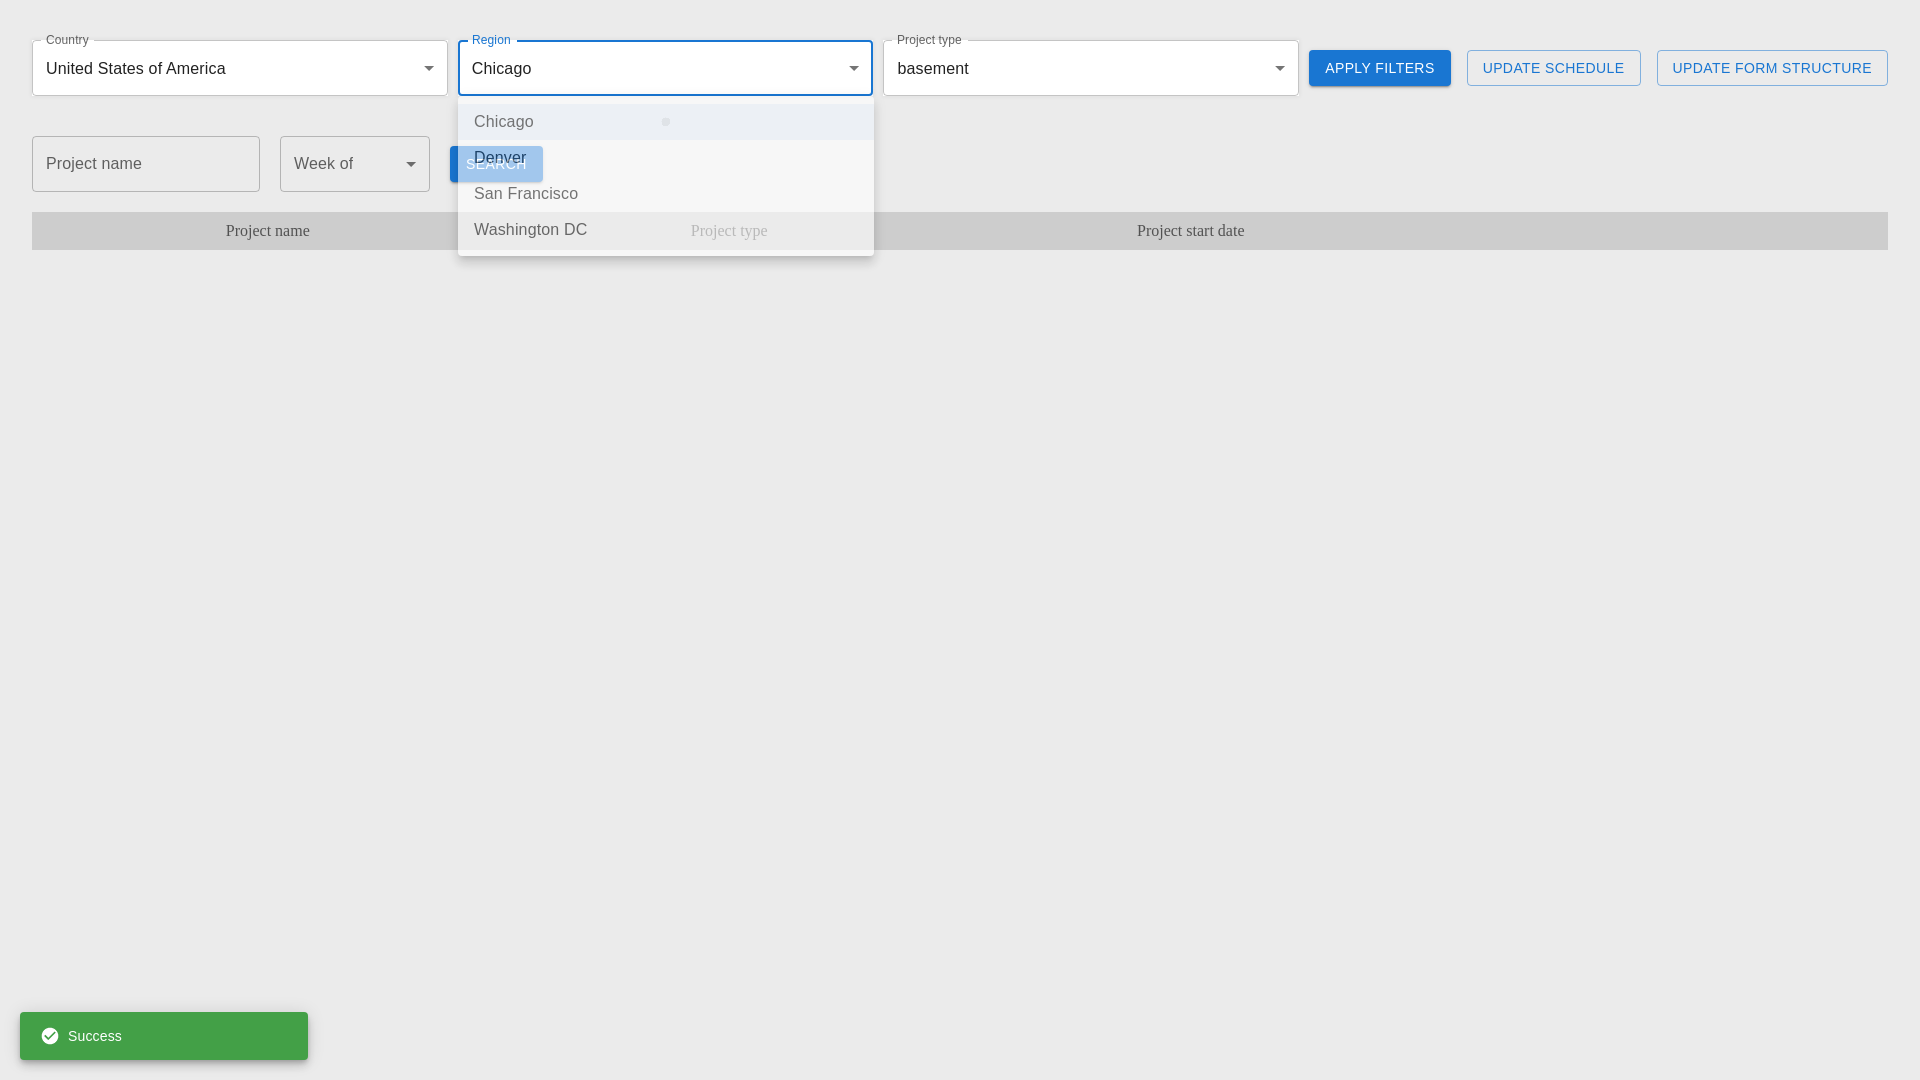 Country
United States of America
Region
Chicago
Project type
basement
APPLY FILTERS
UPDATE SCHEDULE
UPDATE FORM STRUCTURE
Chicago
Denver
San Francisco
Washington DC
Project name
Week of
SEARCH
Project name
Project type
Project start date
Success